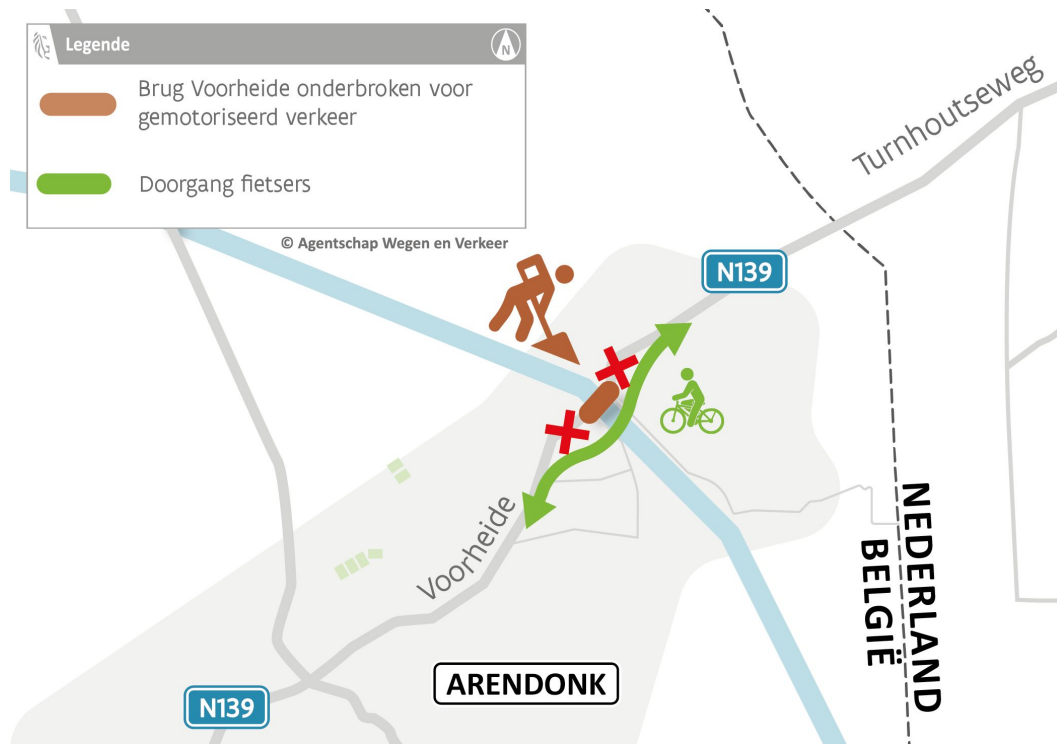 Legende
N
Brug Voorheide onderbroken voor
gemotoriseerd verkeer
Doorgang fietsers
© Agentschap Wegen en Verkeer
Turnhoutseweg
N139
Voorheide
NEDERLAND
BELGIË
ARENDONK
N139